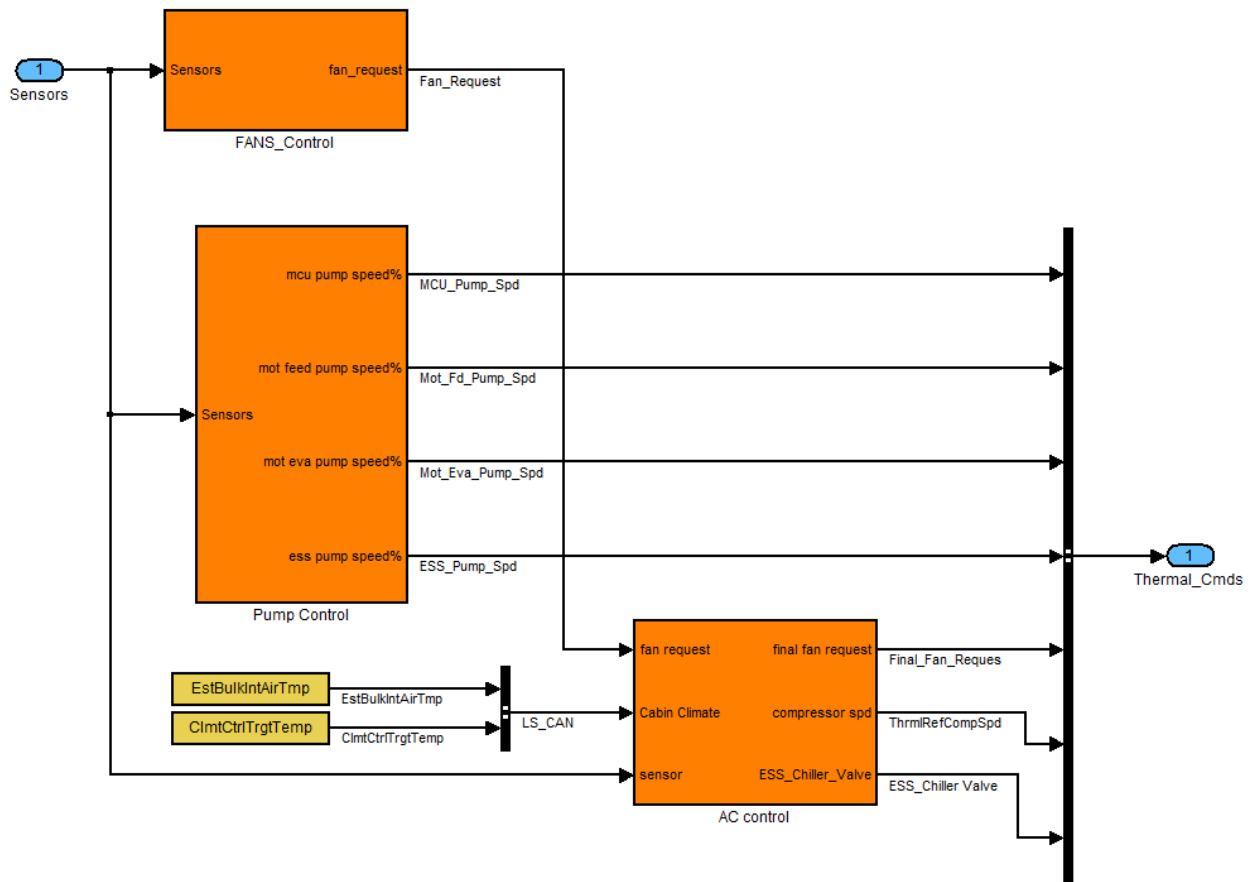 1
Sensors
Sensors
fan_request
FANS_Control
Fan_Request
mcu pump speed%
MCU_Pump_Spd
mot feed pump speed%
Mot_Fd_Pump_Spd
Sensors
mot eva pump speed%
Mot_Eva_Pump_Spd
ess pump speed%
ESS_Pump_Spd
Pump Control
1
Thermal_Cmds
EstBulkIntAirTmp
EstBulkIntAirTmp
ClmtCtrlTrgtTemp
ClmtCtrlTrgtTemp
LS_CAN
fan request
final fan request
Final_Fan_Reques
Cabin Climate
compressor spd
ThrmlRefCompSpd
sensor
ESS_Chiller_Valve
ESS_Chiller Valve
AC control